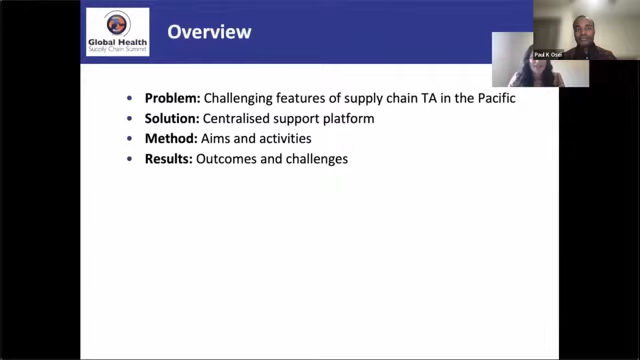 Global Health
Supply Chain Summit
Overview
Paul K Osei
• Problem: Challenging features of supply chain TA in the Pacific
• Solution: Centralised support platform
• Method: Aims and activities
• Results: Outcomes and challenges